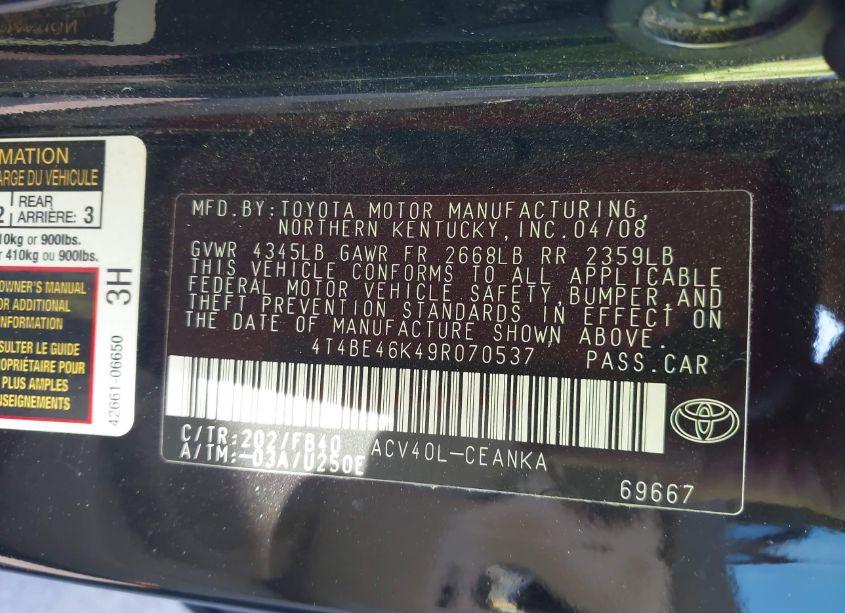 MATION
ARGE DU VEHICULE
2 REAR ARRIÈRE: 3
10kg or 900lbs.
r 410kg ou 900lbs.
OWNER'S MANUAL
OR ADDITIONAL
INFORMATION
SULTER LE GUIDE
PROPRIÉTAIRE POUR
PLUS AMPLES
SEIGNEMENTS
3H
42661-06650
MFD.BY:TOYOTA MOTOR MANUFACTURING,
NORTHERN KENTUCKY,INC.04/08
GVWR 4345LB GAWR FR 2668LB RR 2359LB
THIS VEHICLE CONFORMS TO ALL APPLICABLE
FEDERAL MOTOR VEHICLE SAFETY,BUMPER,AND
THEFT PREVENTION STANDARDS IN EFFECT ON
THE DATE OF MANUFACTURE SHOWN ABOVE.
4T4BE46K49R070537 PASS.CAR
C/TR:202/FB40 ACV40L-CEANKA
A/TM:-03A/U250E
69667